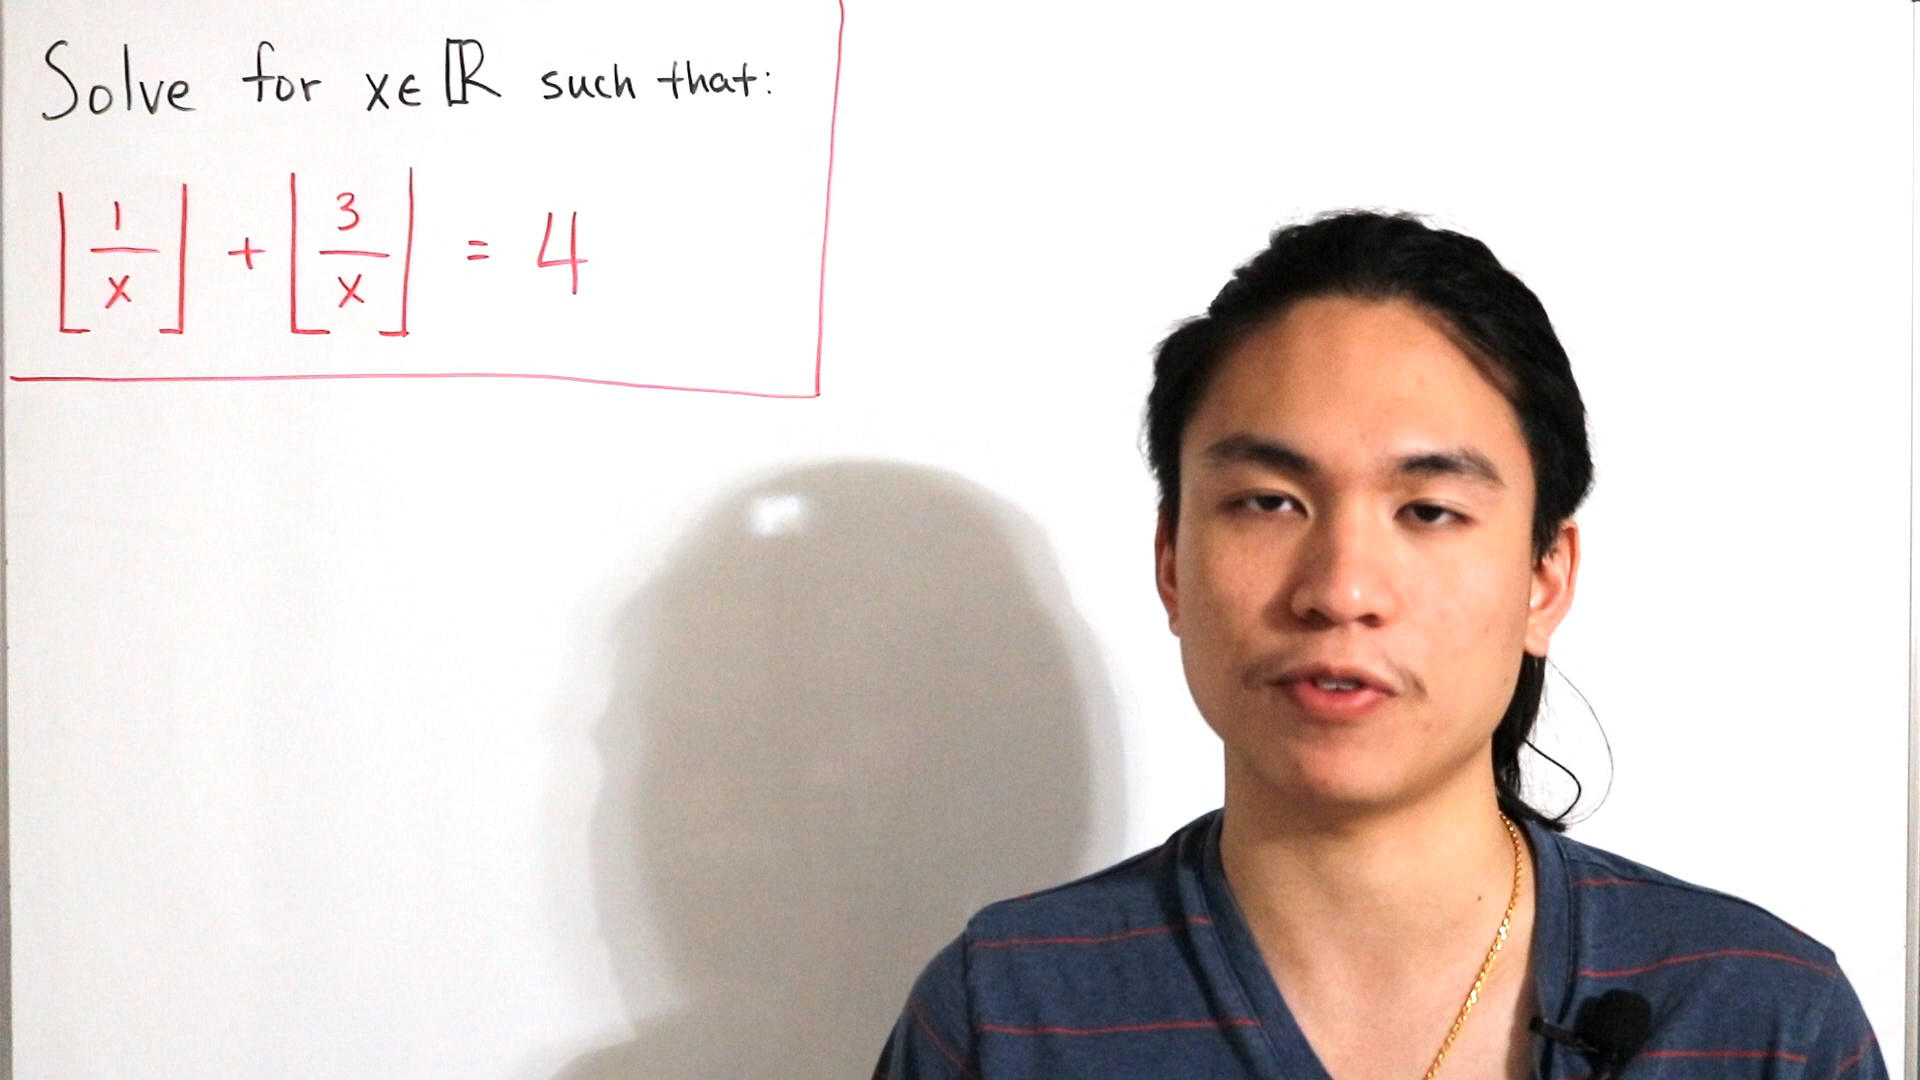 Solve for x∈ℝ such that:
⌊1/x⌋ + ⌊3/x⌋ = 4